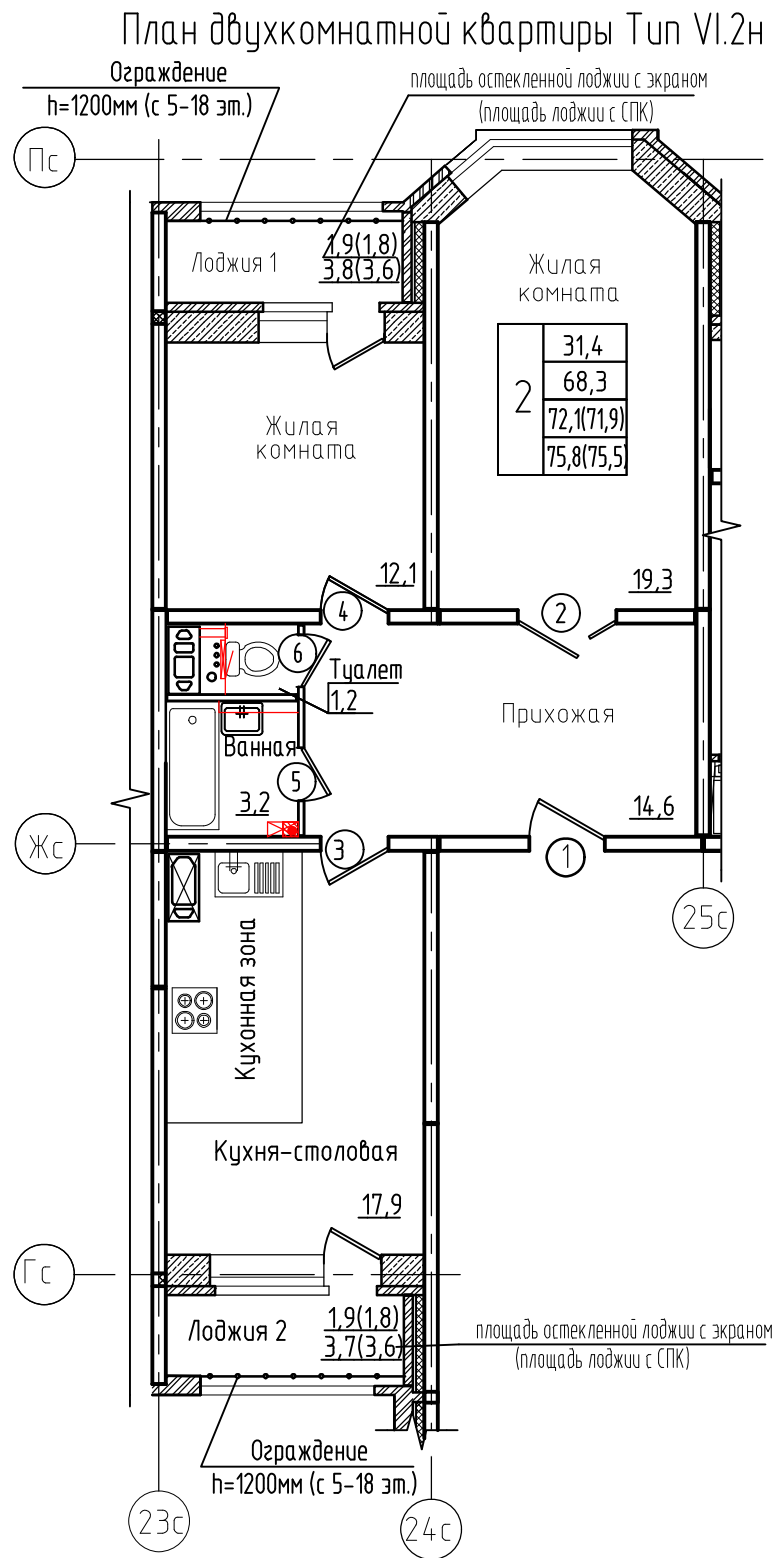 План двухкомнатной квартиры Тип VI.2н
Ограждение
h=1200мм (с 5-18 эт.)
площадь остекленной лоджии с экраном
(площадь лоджии с СПК)
Пс
Лоджия 1
1,9(1,8)
3,8(3,6)
Жилая
комната
2
31,4
68,3
72,1(71,9)
75,8(75,5)
Жилая
комната
12,1
19,3
4
2
6
Туалет
1,2
Прихожая
Ванная
5
3,2
14,6
Жс
3
1
25с
Кухонная зона
Кухня-столовая
17,9
Гс
Лоджия 2
1,9(1,8)
3,7(3,6)
площадь остекленной лоджии с экраном
(площадь лоджии с СПК)
Ограждение
h=1200мм (с 5-18 эт.)
23с
24с